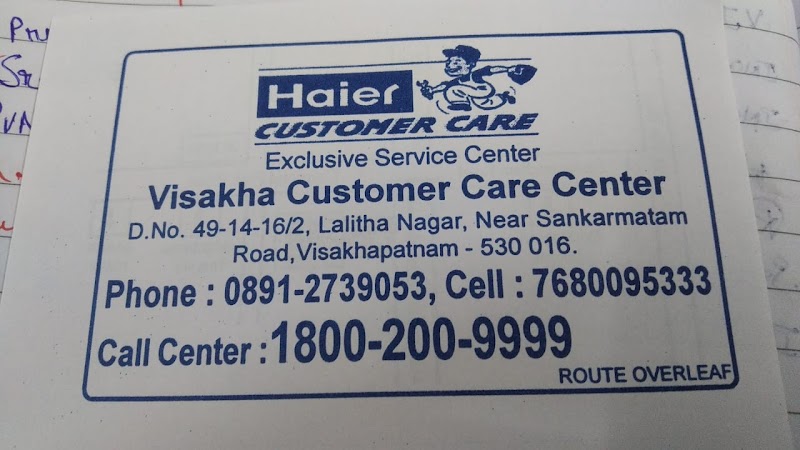 Haier
CUSTOMER CARE
Exclusive Service Center
Visakha Customer Care Center
D.No. 49-14-16/2, Lalitha Nagar, Near Sankarmatam
Road,Visakhapatnam - 530 016.
Phone : 0891-2739053, Cell : 7680095333
Call Center : 1800-200-9999
ROUTE OVERLEAF